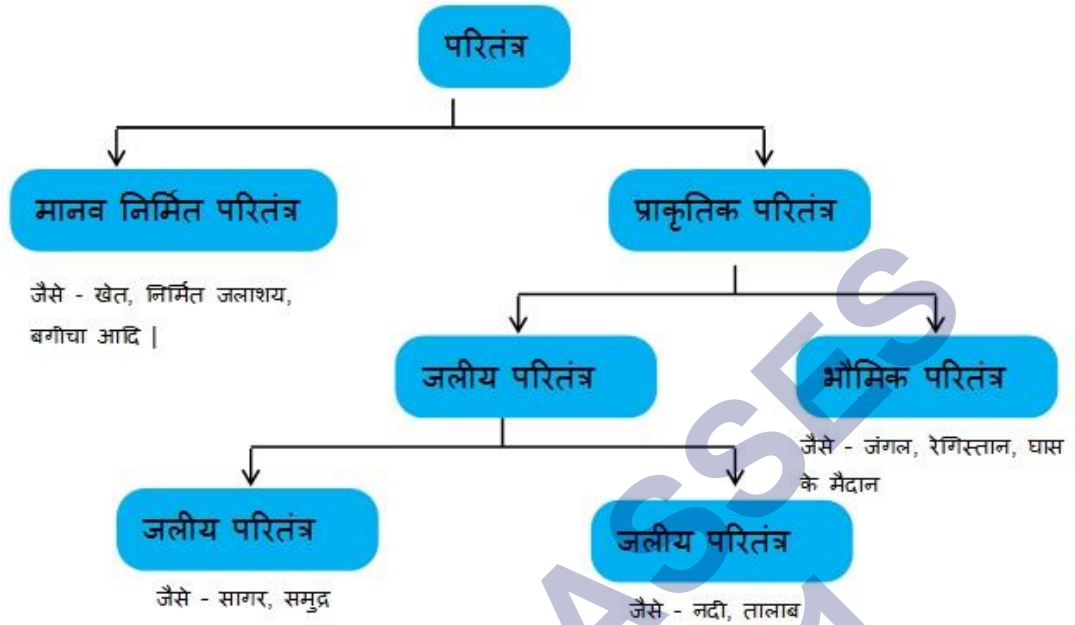 परितंत्र
मानव निर्मित परितंत्र
प्राकृतिक परितंत्र
जैसे - खेत, निर्मित जलाशय,
बगीचा आदि |
जलीय परितंत्र
भौमिक परितंत्र
जैसे - जंगल, रेगिस्तान, घास
के मैदान
जलीय परितंत्र
जलीय परितंत्र
जैसे - सागर, समुद्र
जैसे - नदी, तालाब